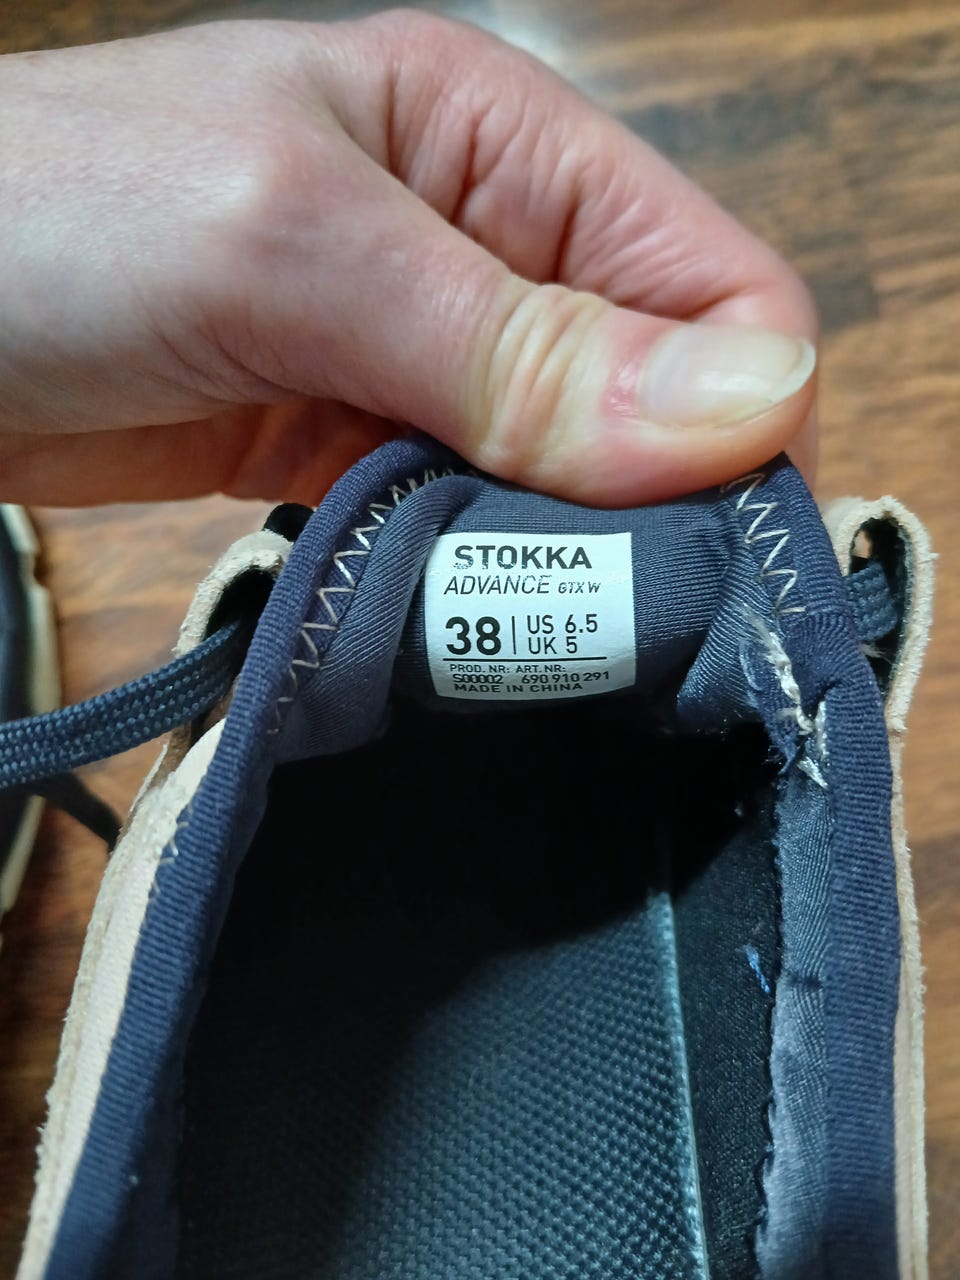 STOKKA
ADVANCE GTX W
38 | US 6.5
UK 5
PROD. NR: ART. NR:
S00002 690 910 291
MADE IN CHINA